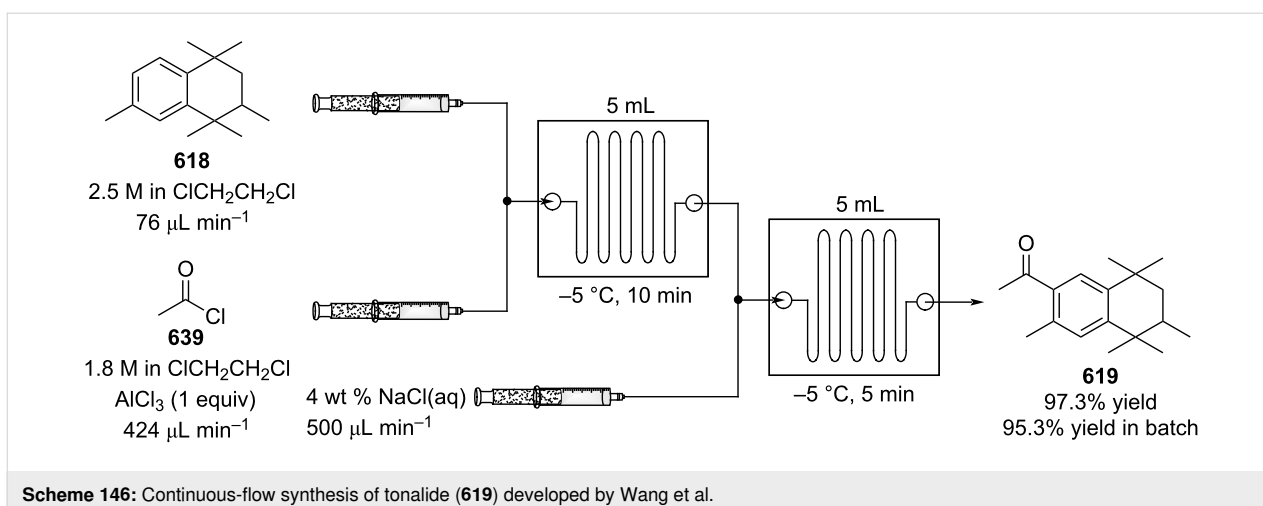 618
2.5 M in ClCH₂CH₂Cl
76 μL min⁻¹
O
Cl
639
1.8 M in ClCH₂CH₂Cl
AlCl₃ (1 equiv)
424 μL min⁻¹
5 mL
–5 °C, 10 min
4 wt % NaCl(aq)
500 μL min⁻¹
5 mL
–5 °C, 5 min
O
619
97.3% yield
95.3% yield in batch
Scheme 146: Continuous-flow synthesis of tonalide (619) developed by Wang et al.